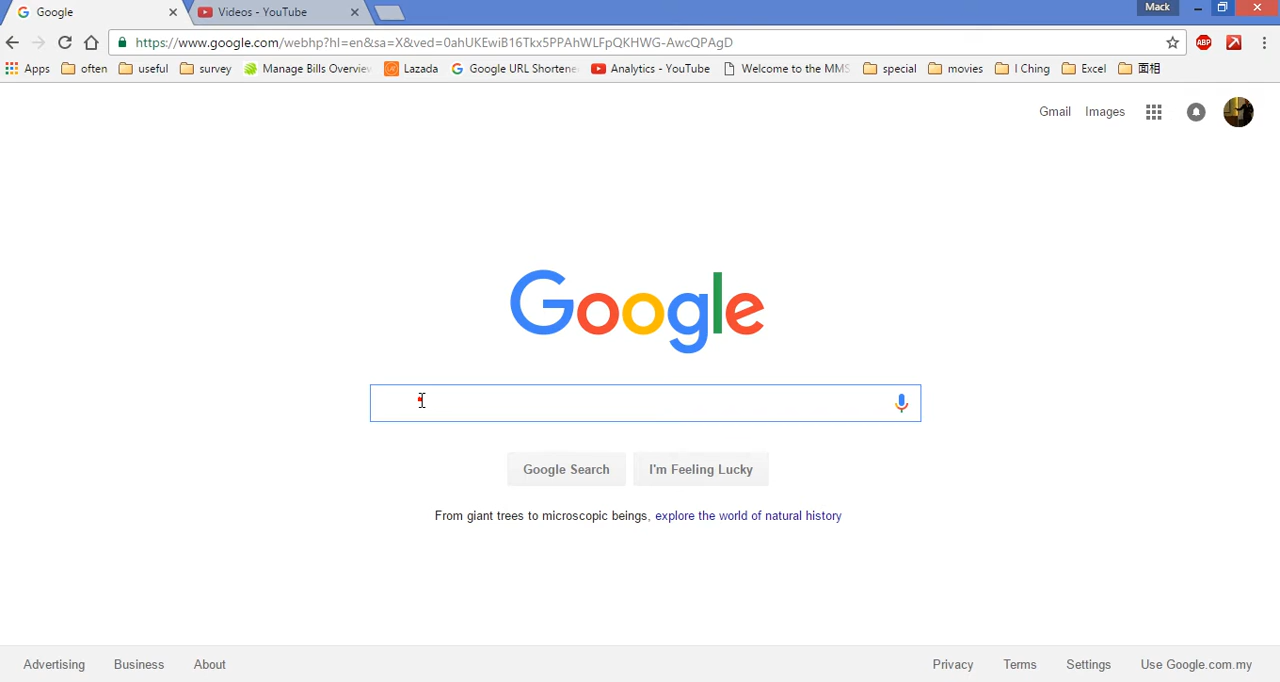 Google
Videos - YouTube
Mack
https://www.google.com/webhp?hl=en&sa=X&ved=0ahUKEwiB16Tkx5PPAhWLFpQKHWG-AwcQPAgD
ABP
Apps often useful survey Manage Bills Overvie Lazada Google URL Shortene Analytics - YouTube Welcome to the MMS special movies I Ching Excel 面相
Gmail Images
Google
Google Search I'm Feeling Lucky
From giant trees to microscopic beings, explore the world of natural history
Advertising Business About Privacy Terms Settings Use Google.com.my